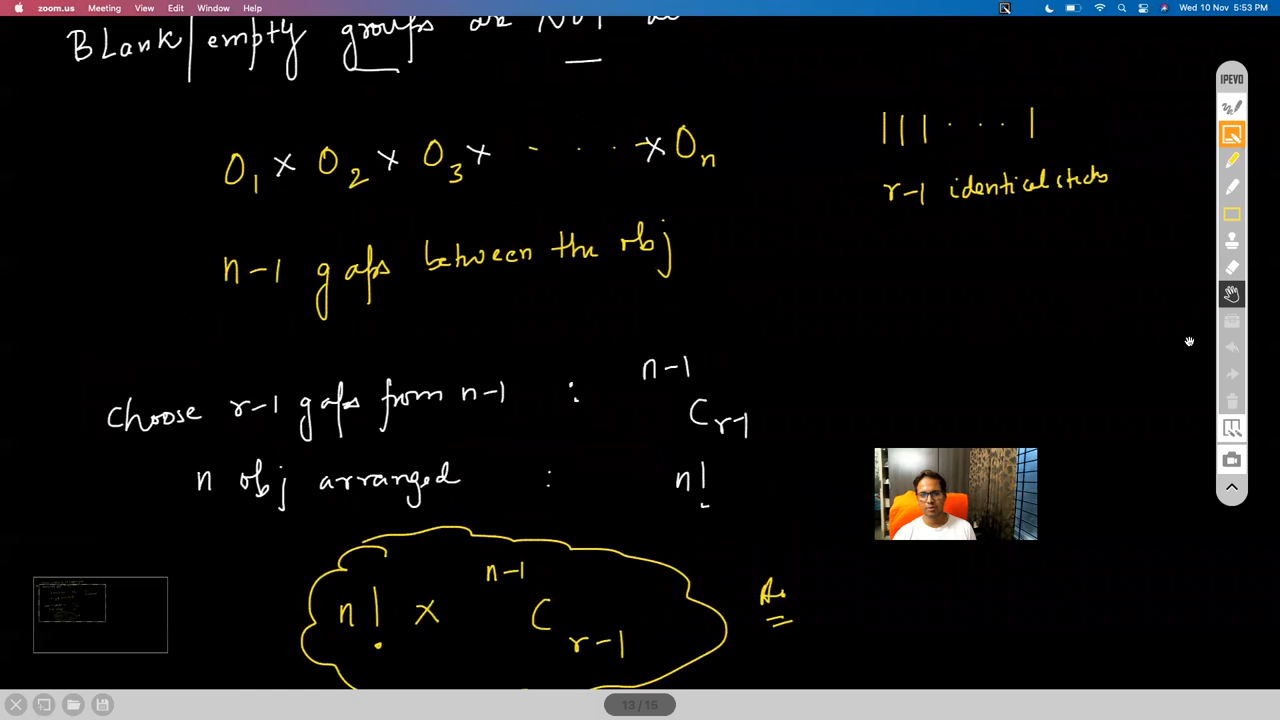 zoom.us Meeting View Edit Window Help Wed 10 Nov 5:53 PM
Blank/empty groups are NOT
O1 x O2 x O3 x - . . . - x On
||| . . . |
r-1 identical sticks
n-1 gaps between the obj
Choose r-1 gaps from n-1 : n-1Cr-1
n obj arranged : n!
n! x n-1Cr-1 
IPEVO
13 / 15